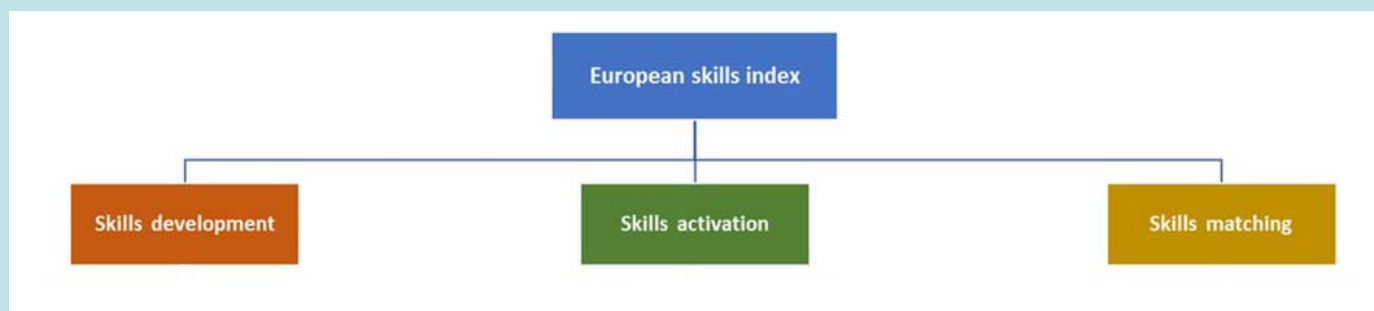 European skills index
Skills development
Skills activation
Skills matching